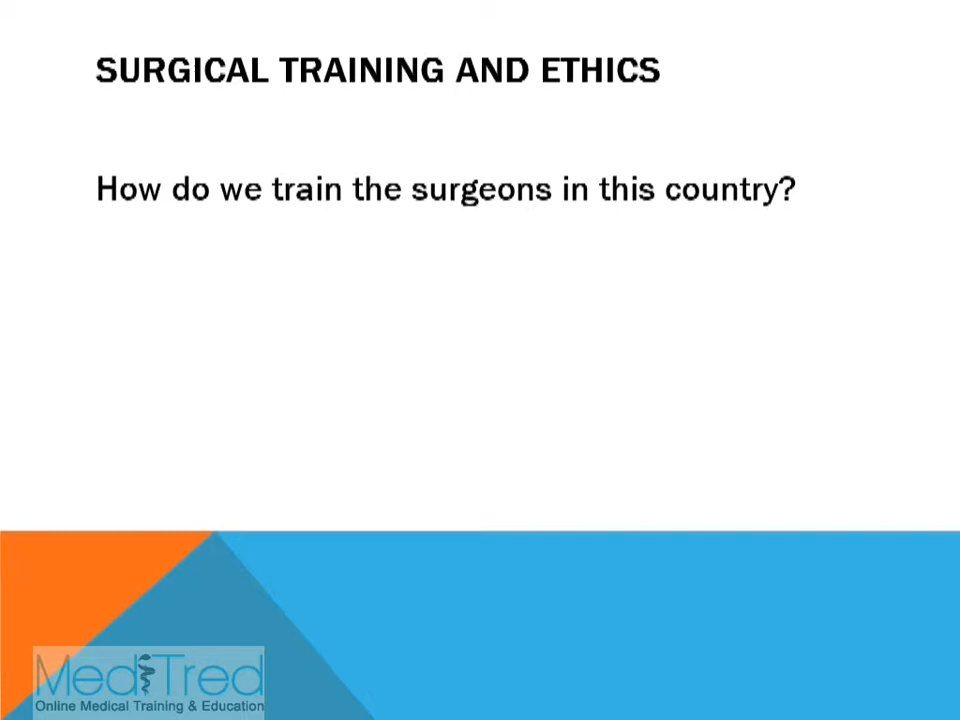 SURGICAL TRAINING AND ETHICS
How do we train the surgeons in this country?
MediTred
Online Medical Training & Education